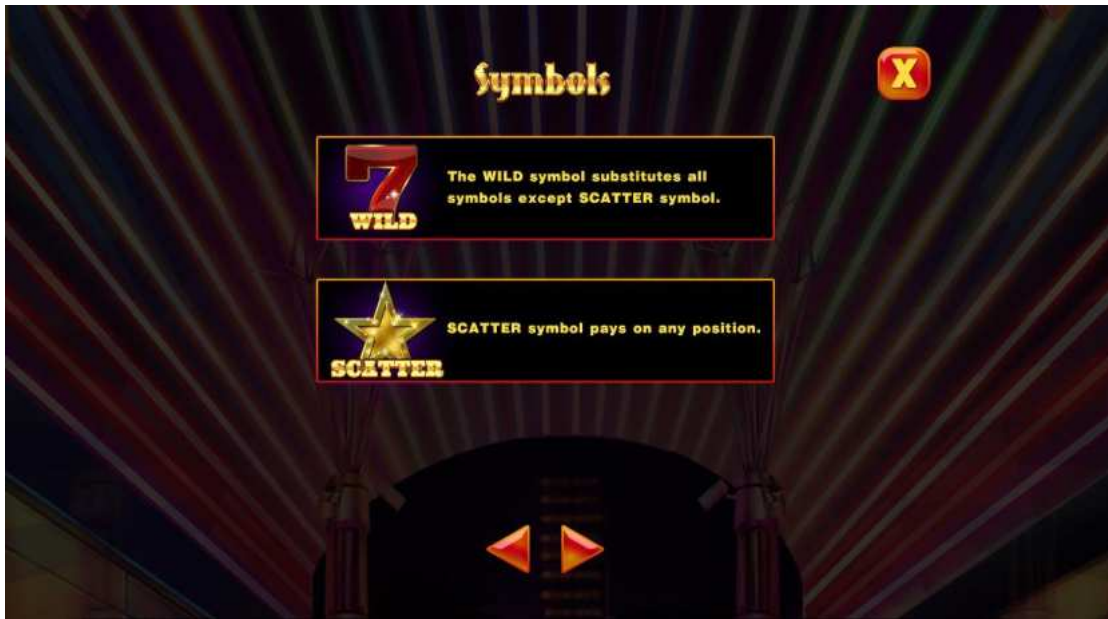 Symbols
X
7
WILD
The WILD symbol substitutes all
symbols except SCATTER symbol.
SCATTER
SCATTER symbol pays on any position.